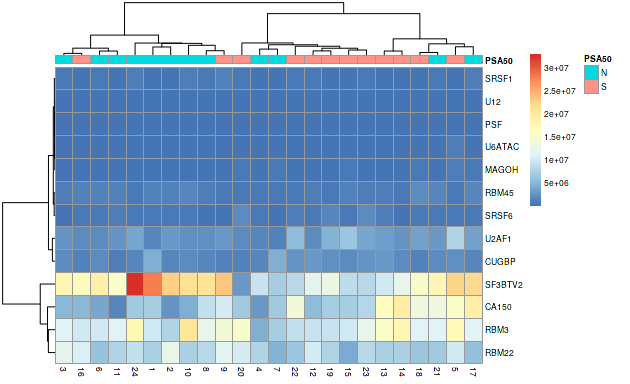 PSA50
PSA50
N
S
3e+07
2.5e+07
2e+07
1.5e+07
1e+07
5e+06
SRSF1
U12
PSF
U6ATAC
MAGOH
RBM45
SRSF6
U2AF1
CUGBP
SF3BTV2
CA150
RBM3
RBM22
3 16 6 11 24 1 2 10 8 9 20 4 7 22 12 19 15 23 13 14 18 21 5 17